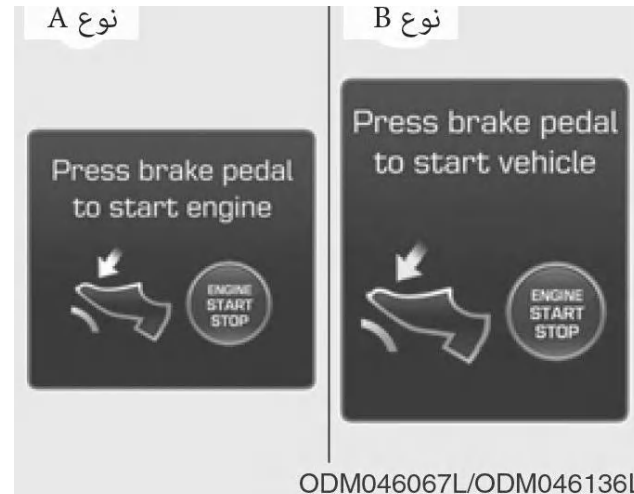 نوع A
Press brake pedal
to start engine
ENGINE
START
STOP
نوع B
Press brake pedal
to start vehicle
ENGINE
START
STOP
ODM046067L/ODM046136L